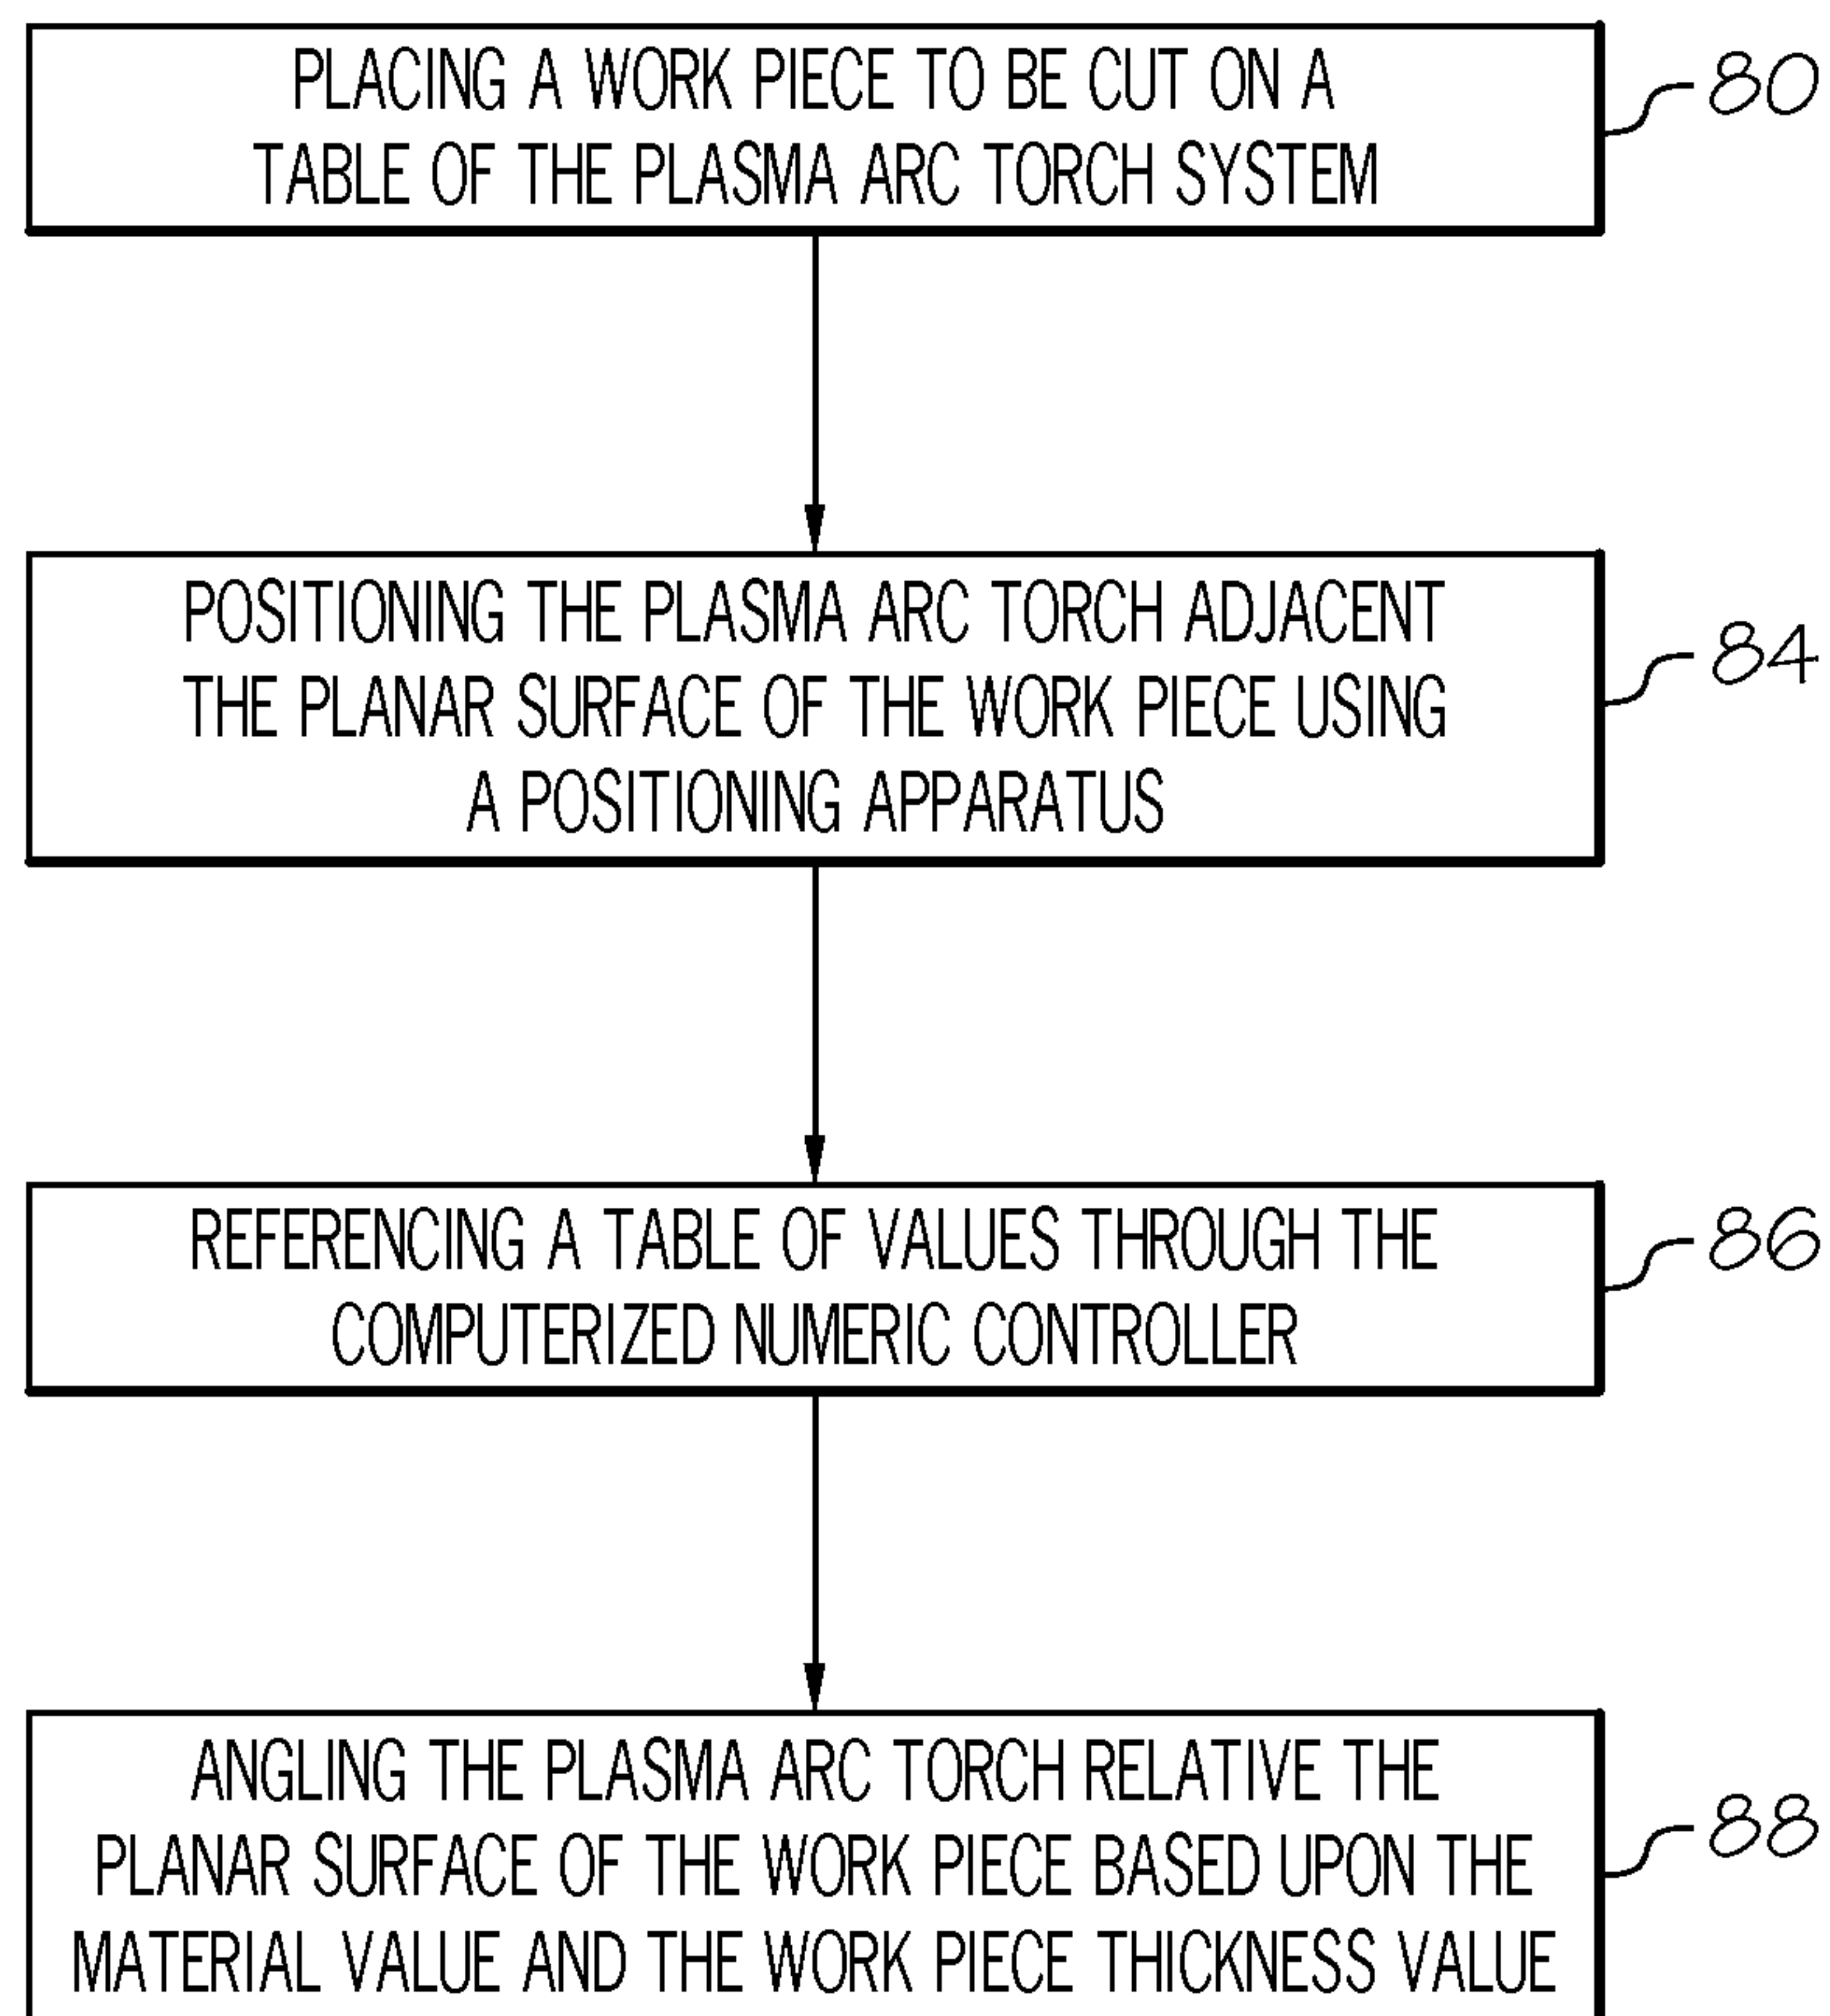 PLACING A WORK PIECE TO BE CUT ON A
TABLE OF THE PLASMA ARC TORCH SYSTEM
80
POSITIONING THE PLASMA ARC TORCH ADJACENT
THE PLANAR SURFACE OF THE WORK PIECE USING
A POSITIONING APPARATUS
84
REFERENCING A TABLE OF VALUES THROUGH THE
COMPUTERIZED NUMERIC CONTROLLER
86
ANGLING THE PLASMA ARC TORCH RELATIVE THE
PLANAR SURFACE OF THE WORK PIECE BASED UPON THE
MATERIAL VALUE AND THE WORK PIECE THICKNESS VALUE
88